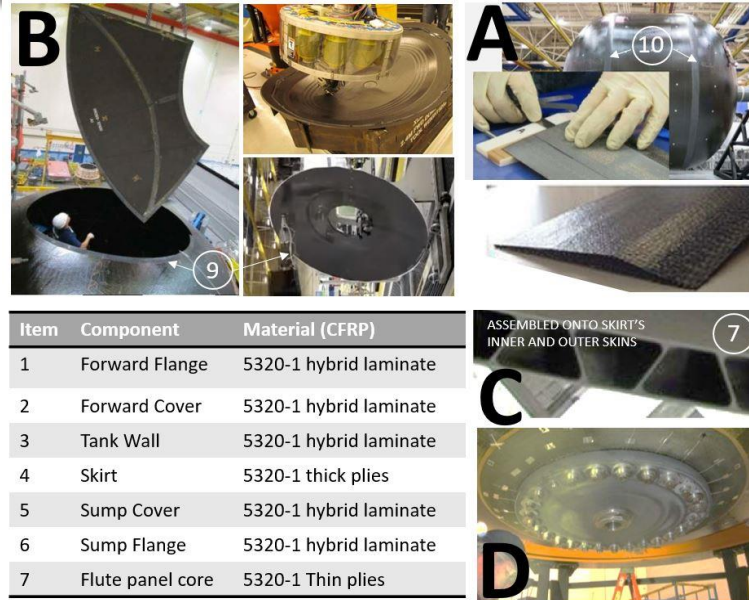 B
A
10
9
Item Component Material (CFRP)
1 Forward Flange 5320-1 hybrid laminate
2 Forward Cover 5320-1 hybrid laminate
3 Tank Wall 5320-1 hybrid laminate
4 Skirt 5320-1 thick plies
5 Sump Cover 5320-1 hybrid laminate
6 Sump Flange 5320-1 hybrid laminate
7 Flute panel core 5320-1 Thin plies
ASSEMBLED ONTO SKIRT'S
INNER AND OUTER SKINS
7
C
D